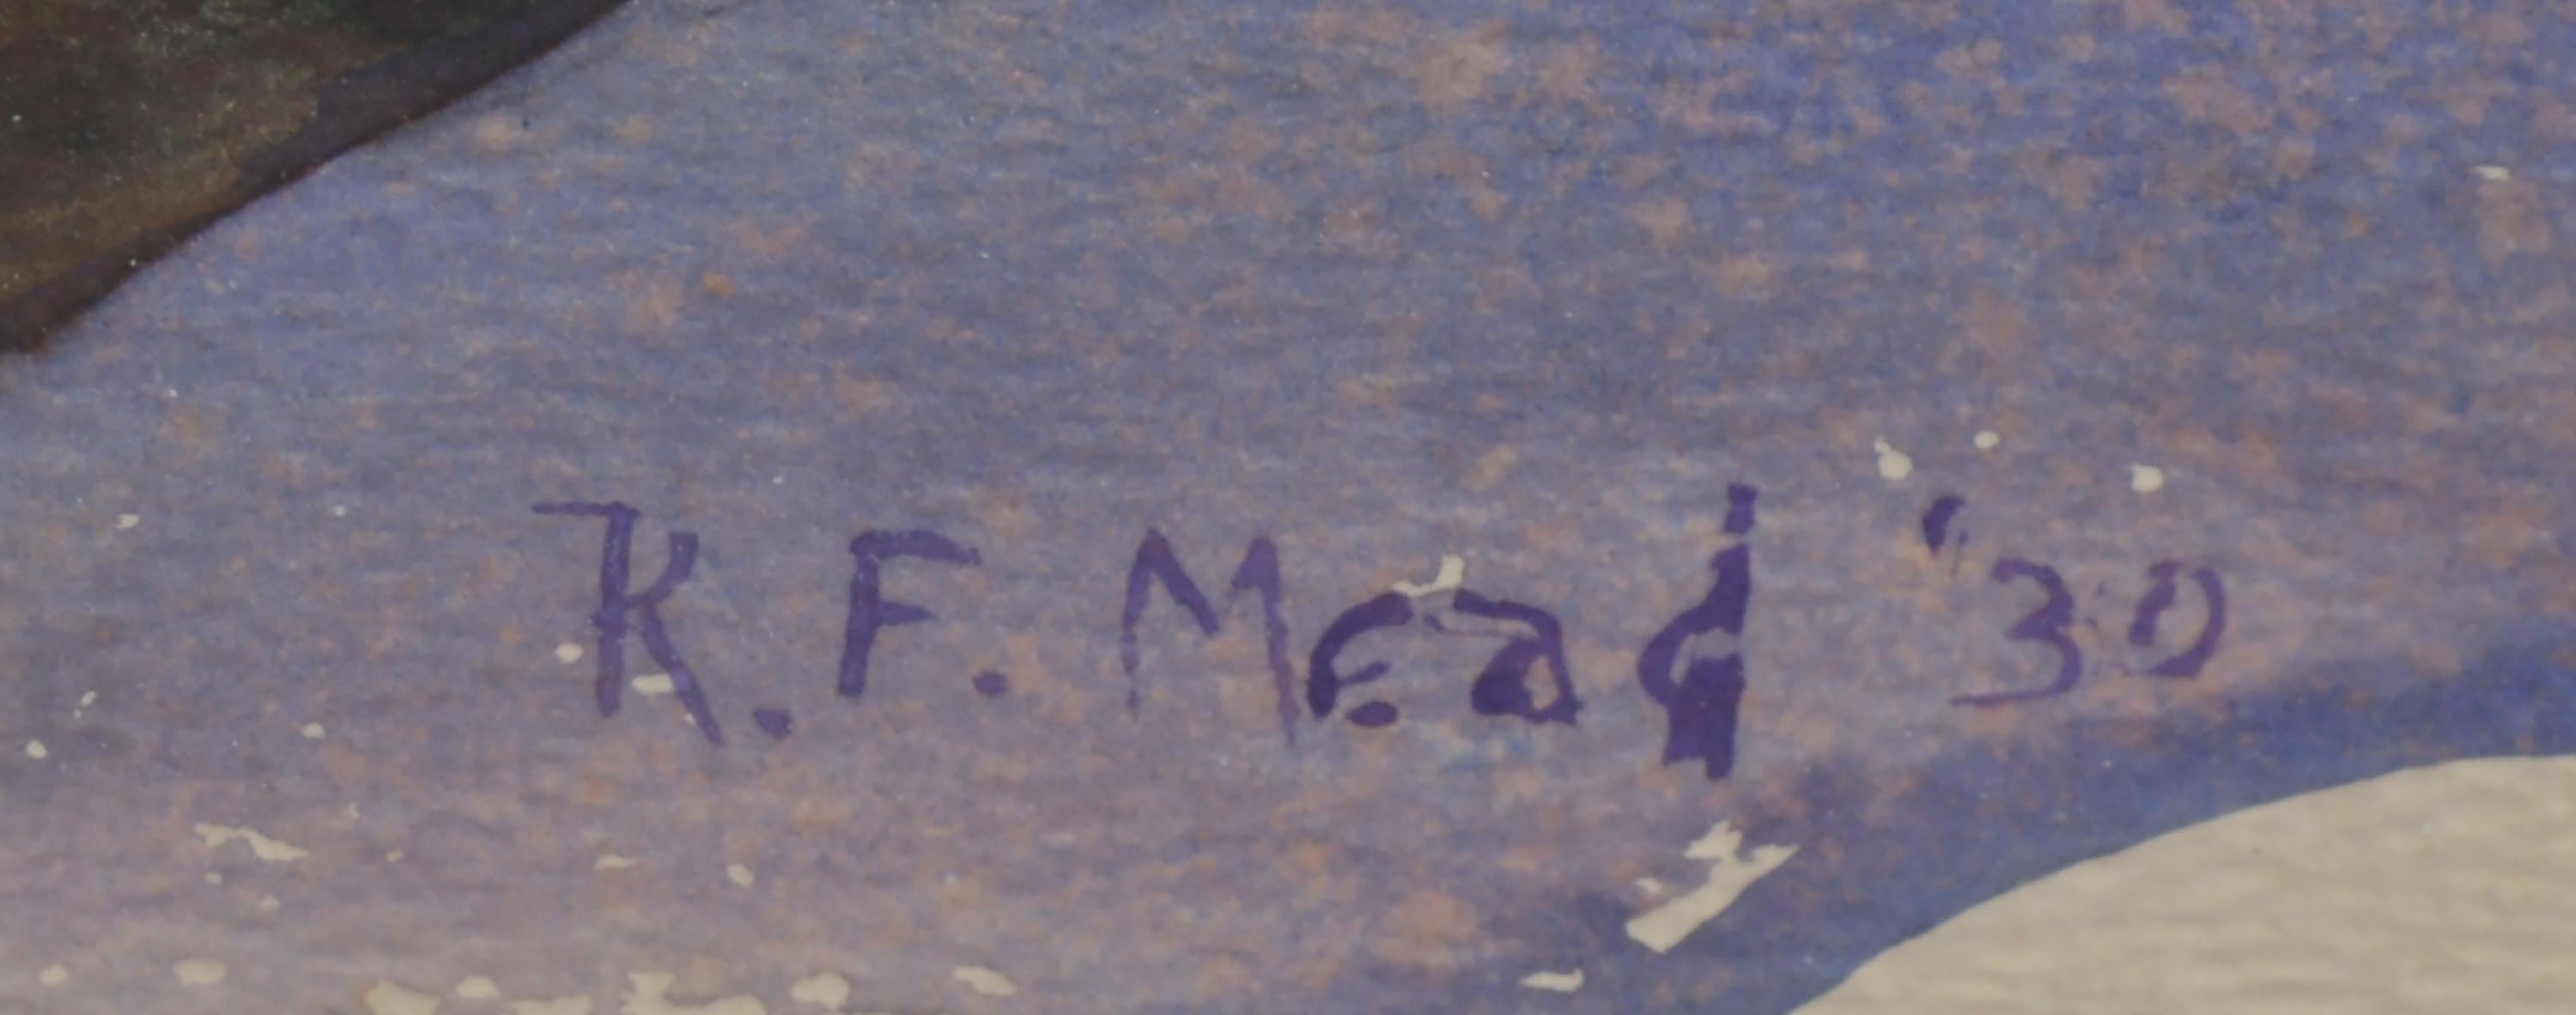 K. F. Mead '30